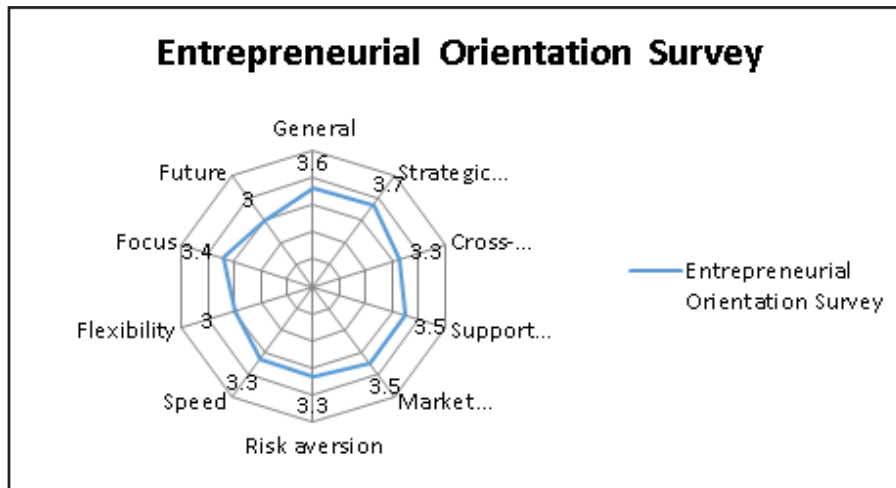 Entrepreneurial Orientation Survey
General
3.6
Future
3
Strategic...
3.7
Focus
3.4
Cross-...
3.3
Flexibility
3
Support...
3.5
Speed
3.3
Market...
3.5
3.3
Risk aversion
Entrepreneurial
Orientation Survey